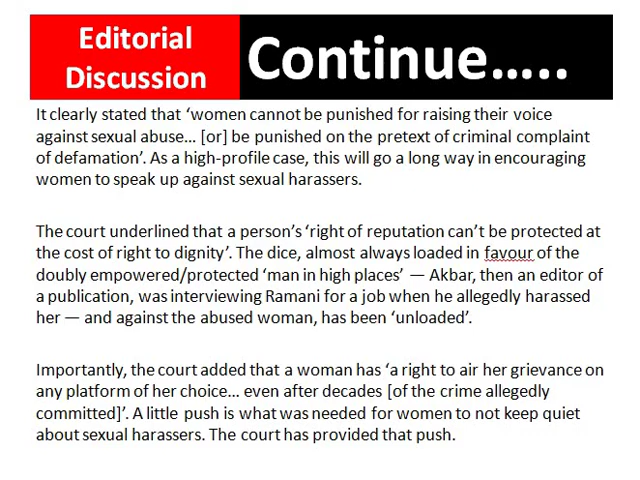 Editorial
Discussion
Continue.....
It clearly stated that ‘women cannot be punished for raising their voice
against sexual abuse... [or] be punished on the pretext of criminal complaint
of defamation’. As a high-profile case, this will go a long way in encouraging
women to speak up against sexual harassers.
The court underlined that a person’s ‘right of reputation can’t be protected at
the cost of right to dignity’. The dice, almost always loaded in favour of the
doubly empowered/protected ‘man in high places’ — Akbar, then an editor of
a publication, was interviewing Ramani for a job when he allegedly harassed
her — and against the abused woman, has been ‘unloaded’.
Importantly, the court added that a woman has ‘a right to air her grievance on
any platform of her choice... even after decades [of the crime allegedly
committed]’. A little push is what was needed for women to not keep quiet
about sexual harassers. The court has provided that push.